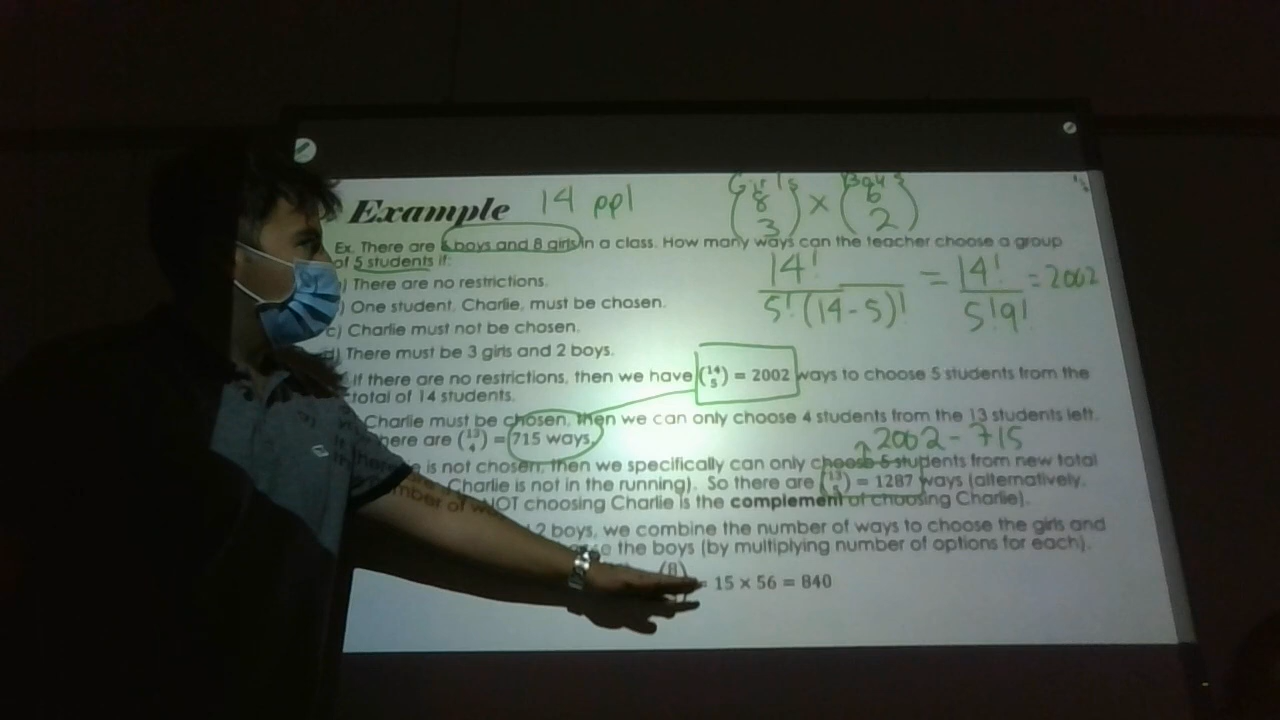 Example 14 ppl
Girls Boys
(8 3) × (6 2)
Ex. There are 6 boys and 8 girls in a class. How many ways can the teacher choose a group
of 5 students if:
14! / 5!(14-5)! = 14! / 5!9! = 2002
) There are no restrictions.
) One student, Charlie, must be chosen.
c) Charlie must not be chosen.
d) There must be 3 girls and 2 boys.
If there are no restrictions, then we have (14 5) = 2002 ways to choose 5 students from the
total of 14 students.
Charlie must be chosen, then we can only choose 4 students from the 13 students left.
here are (13 4) = 715 ways.
2002 - 715
is not chosen, then we specifically can only choose 5 students from new total
Charlie is not in the running). So there are (13 5) = 1287 ways (alternatively,
number of NOT choosing Charlie is the complement of choosing Charlie).
2 boys, we combine the number of ways to choose the girls and
the boys (by multiplying number of options for each).
(8 = 15 × 56 = 840